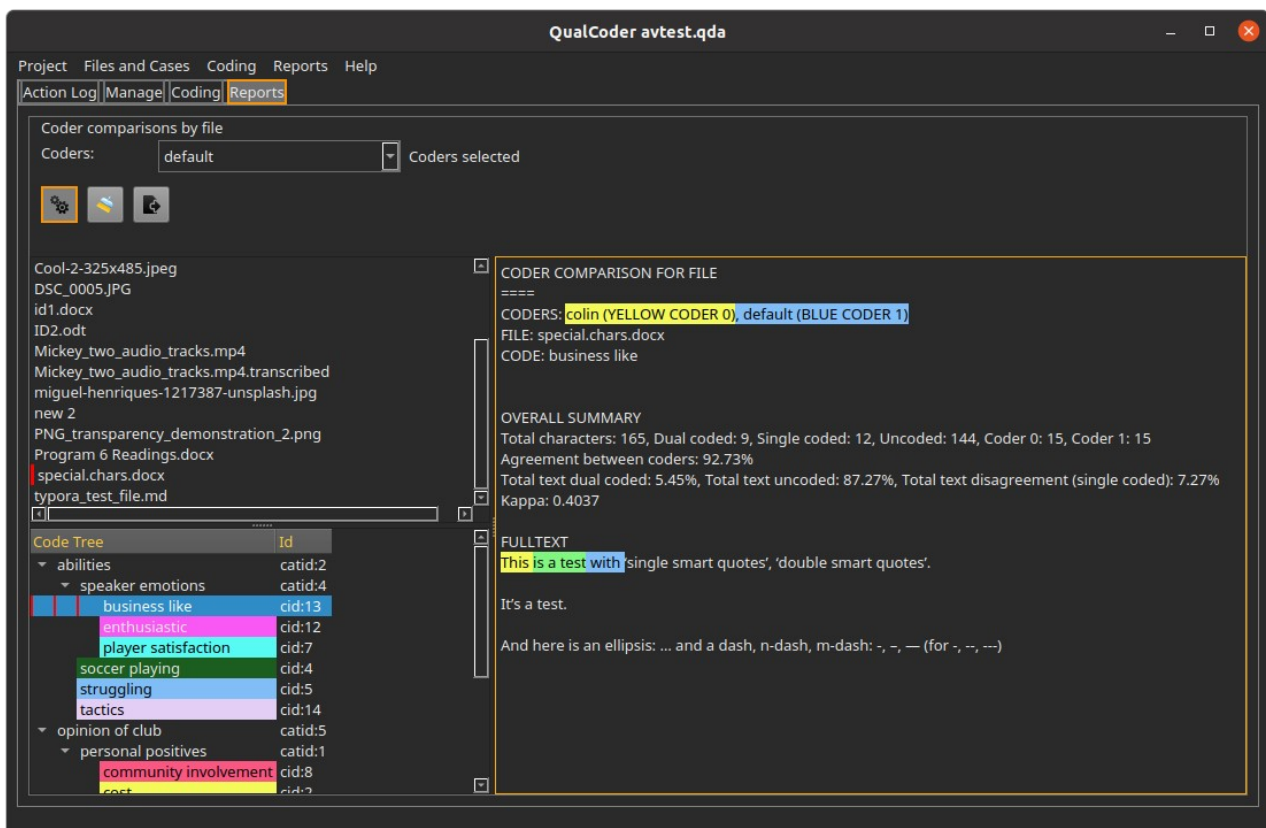 QualCoder avtest.qda
Project Files and Cases Coding Reports Help
Action Log Manage Coding Reports
Coder comparisons by file
Coders: default Coders selected
Cool-2-325x485.jpeg
DSC_0005.JPG
id1.docx
ID2.odt
Mickey_two_audio_tracks.mp4
Mickey_two_audio_tracks.mp4.transcribed
miguel-henriques-1217387-unsplash.jpg
new 2
PNG_transparency_demonstration_2.png
Program 6 Readings.docx
special.chars.docx
typora_test_file.md
Code Tree Id
abilities catid:2
speaker emotions catid:4
business like cid:13
enthusiastic cid:12
player satisfaction cid:7
soccer playing cid:4
struggling cid:5
tactics cid:14
opinion of club catid:5
personal positives catid:1
community involvement cid:8
cost cid:2
CODER COMPARISON FOR FILE
====
CODERS: colin (YELLOW CODER 0), default (BLUE CODER 1)
FILE: special.chars.docx
CODE: business like
OVERALL SUMMARY
Total characters: 165, Dual coded: 9, Single coded: 12, Uncoded: 144, Coder 0: 15, Coder 1: 15
Agreement between coders: 92.73%
Total text dual coded: 5.45%, Total text uncoded: 87.27%, Total text disagreement (single coded): 7.27%
Kappa: 0.4037
FULLTEXT
This is a test with ‘single smart quotes’, ‘double smart quotes’.
It’s a test.
And here is an ellipsis: … and a dash, n-dash, m-dash: -, –, — (for -, --, ---)